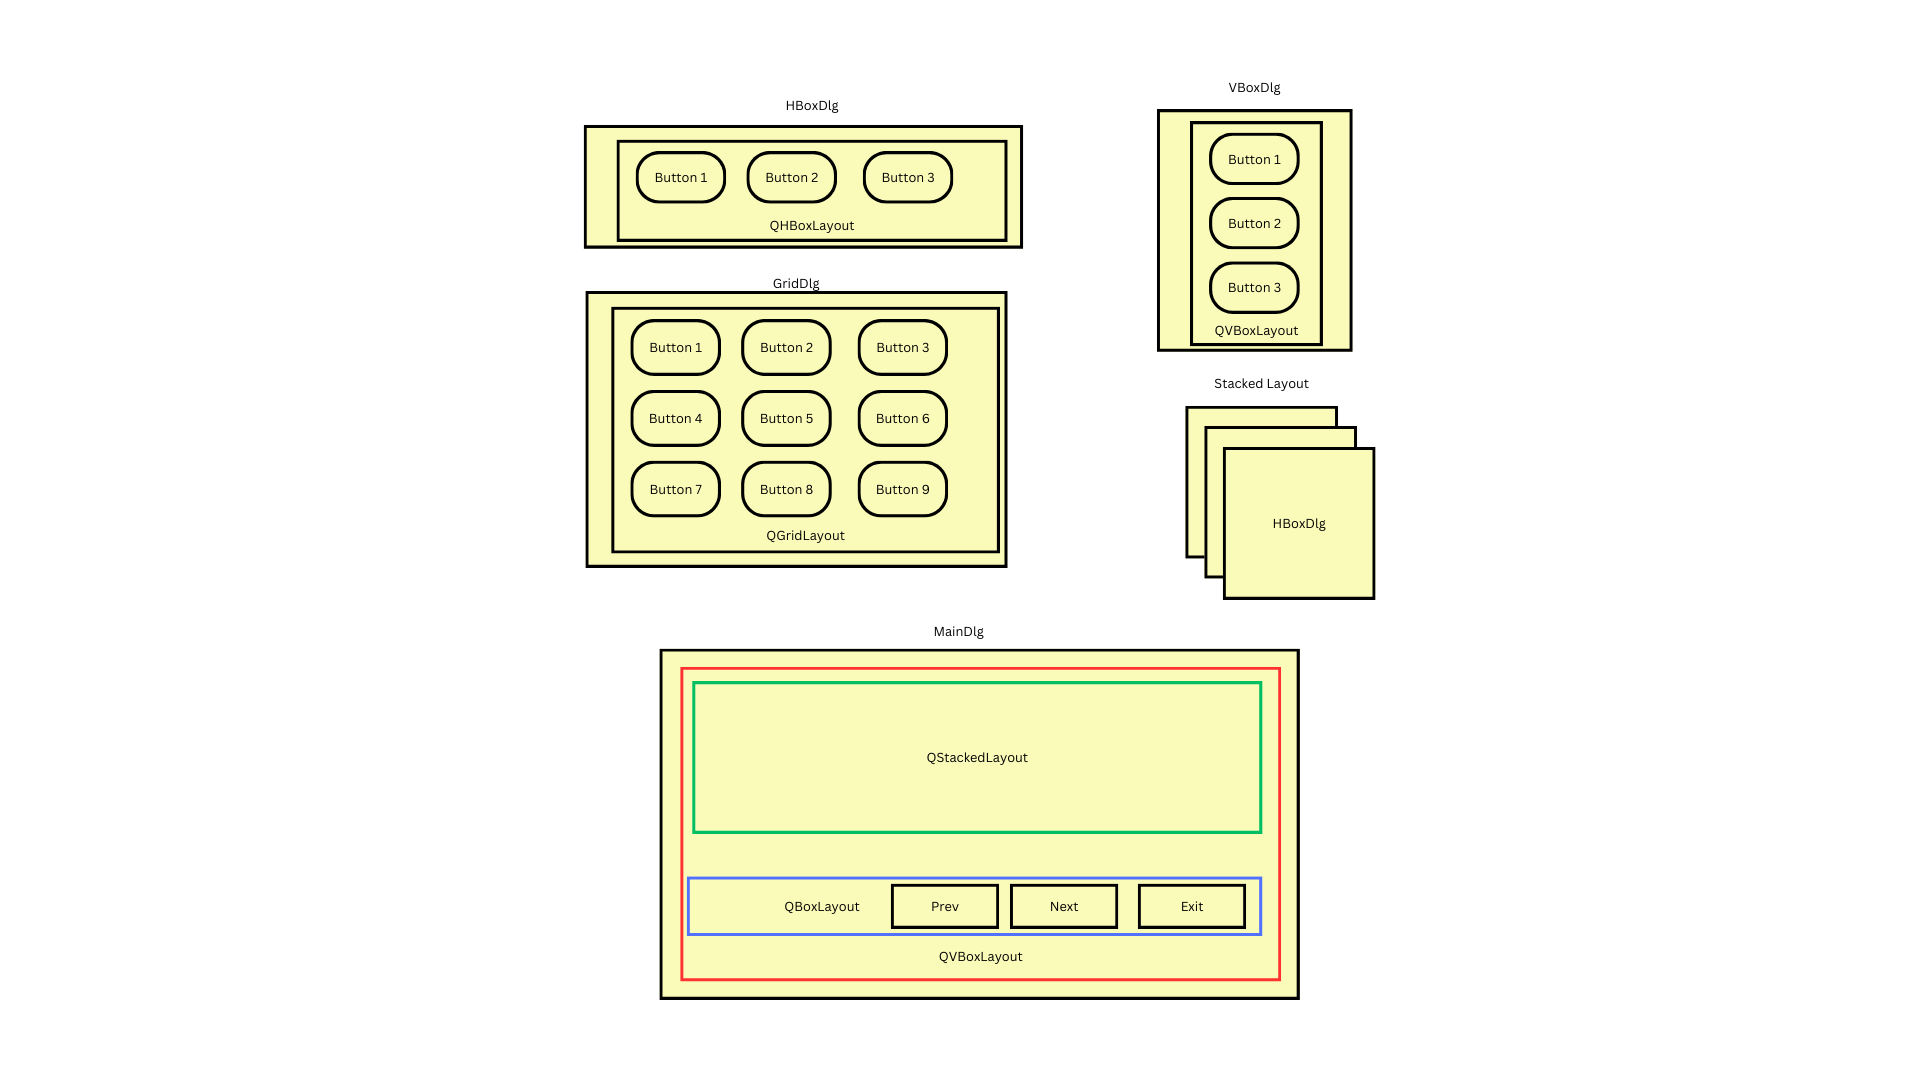 HBoxDlg
Button 1
Button 2
Button 3
QHBoxLayout
VBoxDlg
Button 1
Button 2
Button 3
QVBoxLayout
GridDlg
Button 1
Button 2
Button 3
Button 4
Button 5
Button 6
Button 7
Button 8
Button 9
QGridLayout
Stacked Layout
HBoxDlg
MainDlg
QStackedLayout
QBoxLayout
Prev
Next
Exit
QVBoxLayout